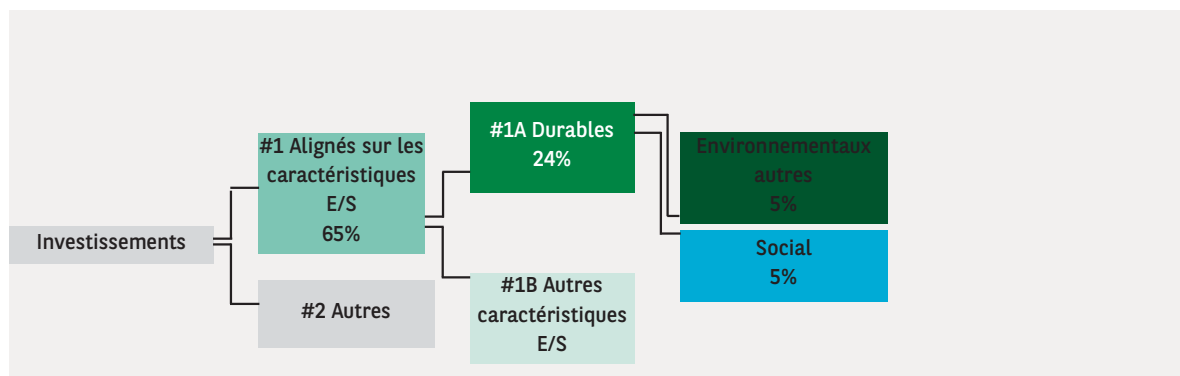 Investissements
#1 Alignés sur les
caractéristiques
E/S
65%
#2 Autres
#1A Durables
24%
#1B Autres
caractéristiques
E/S
Environnementaux
autres
5%
Social
5%